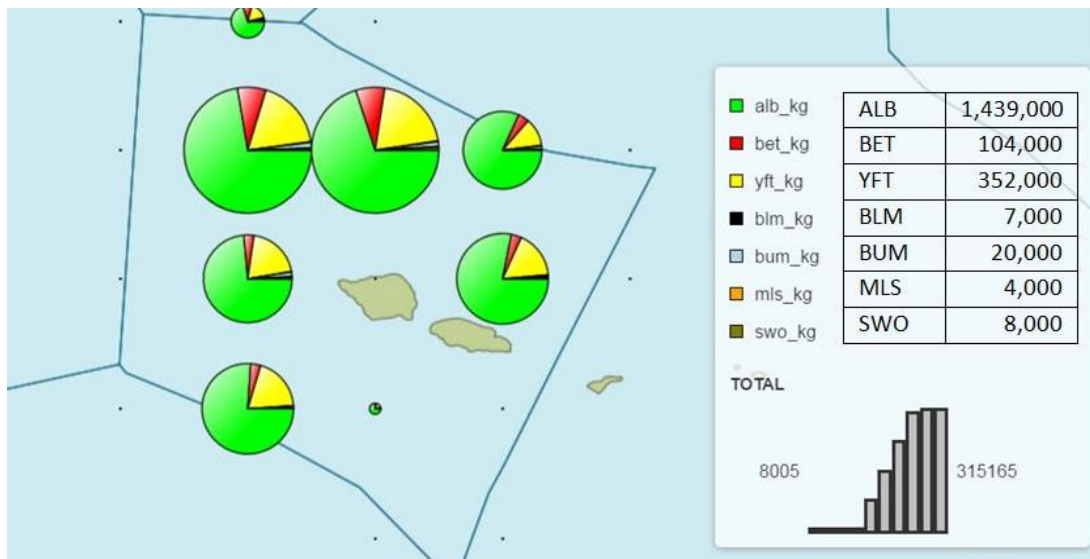 alb_kg ALB 1,439,000
bet_kg BET 104,000
yft_kg YFT 352,000
blm_kg BLM 7,000
bum_kg BUM 20,000
mls_kg MLS 4,000
swo_kg SWO 8,000
TOTAL
8005 315165